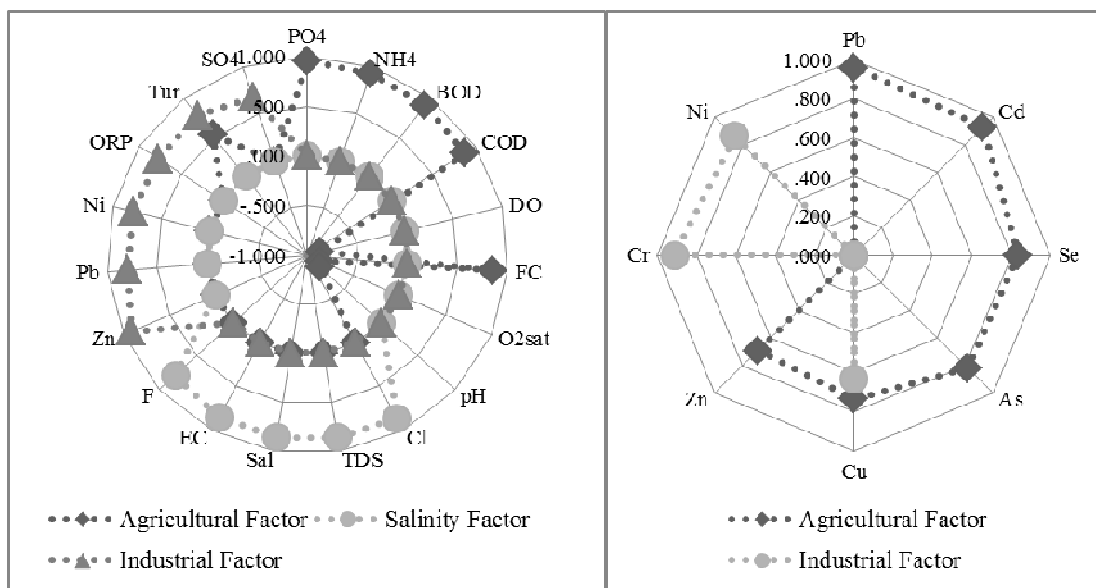 PO4
NH4
BOD
COD
DO
FC
O2sat
pH
Cl
TDS
Sal
EC
F
Zn
Pb
Ni
ORP
Tur
SO4
1.000
.500
.000
-.500
-1.000
Agricultural Factor
Salinity Factor
Industrial Factor
Pb
Cd
Se
As
Cu
Zn
Cr
Ni
1.000
.800
.600
.400
.200
.000
Agricultural Factor
Industrial Factor